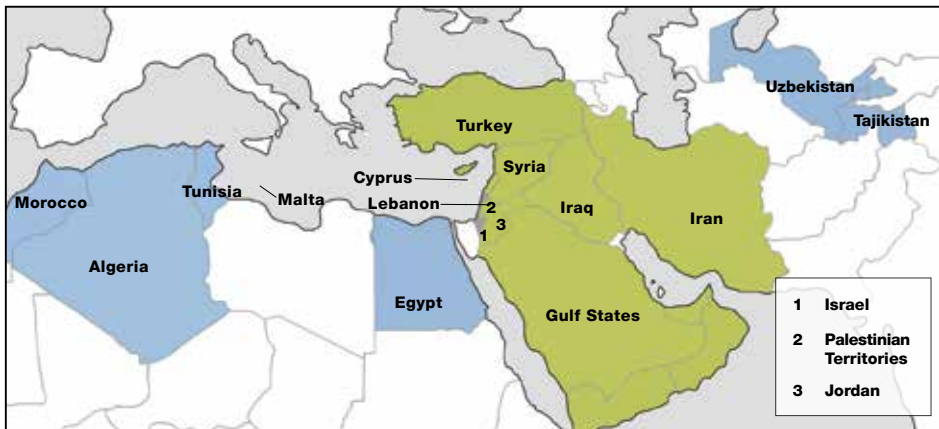 Uzbekistan
Tajikistan
Turkey
Syria
Cyprus
Tunisia
Malta
Morocco
Lebanon
2
Iraq
Iran
3
1
Algeria
Egypt
Gulf States
1 Israel
2 Palestinian
Territories
3 Jordan